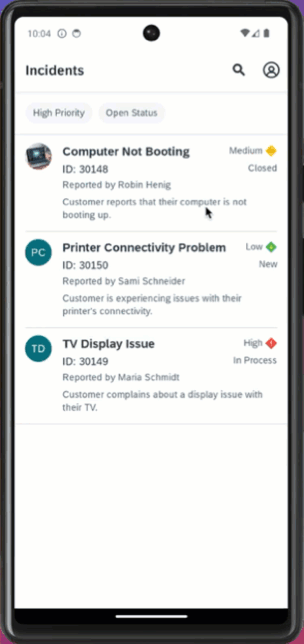 10:04
Incidents
High Priority Open Status
Computer Not Booting Medium
ID: 30148 Closed
Reported by Robin Henig
Customer reports that their computer is not
booting up.
PC Printer Connectivity Problem Low
ID: 30150 New
Reported by Sami Schneider
Customer is experiencing issues with their
printer's connectivity.
TD TV Display Issue High
ID: 30149 In Process
Reported by Maria Schmidt
Customer complains about a display issue with
their TV.